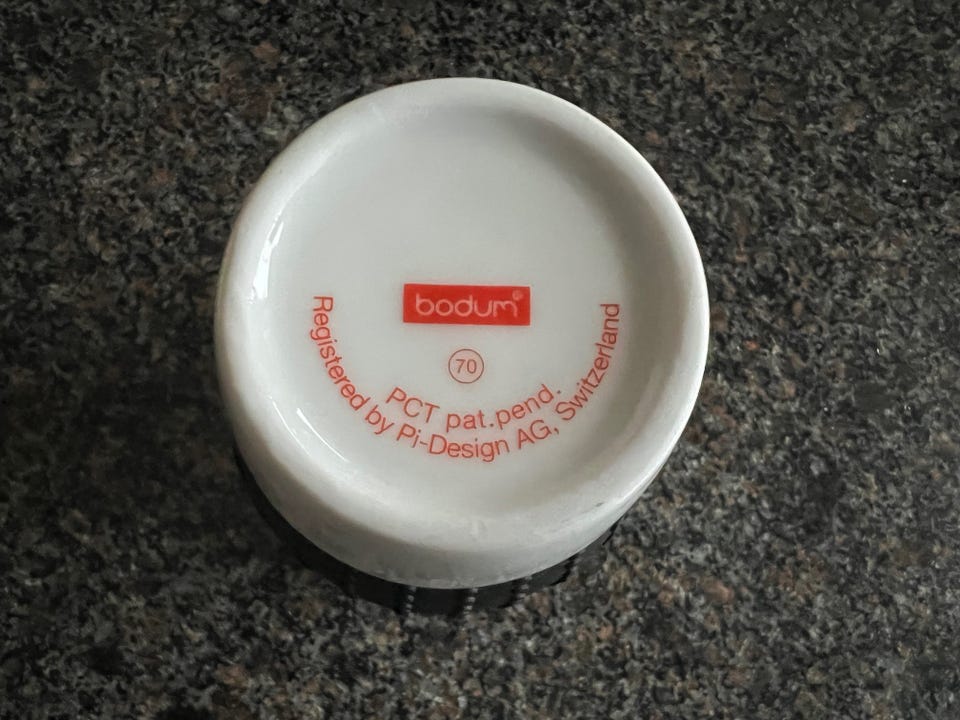 bodum®
70
PCT pat.pend.
Registered by Pi-Design AG, Switzerland